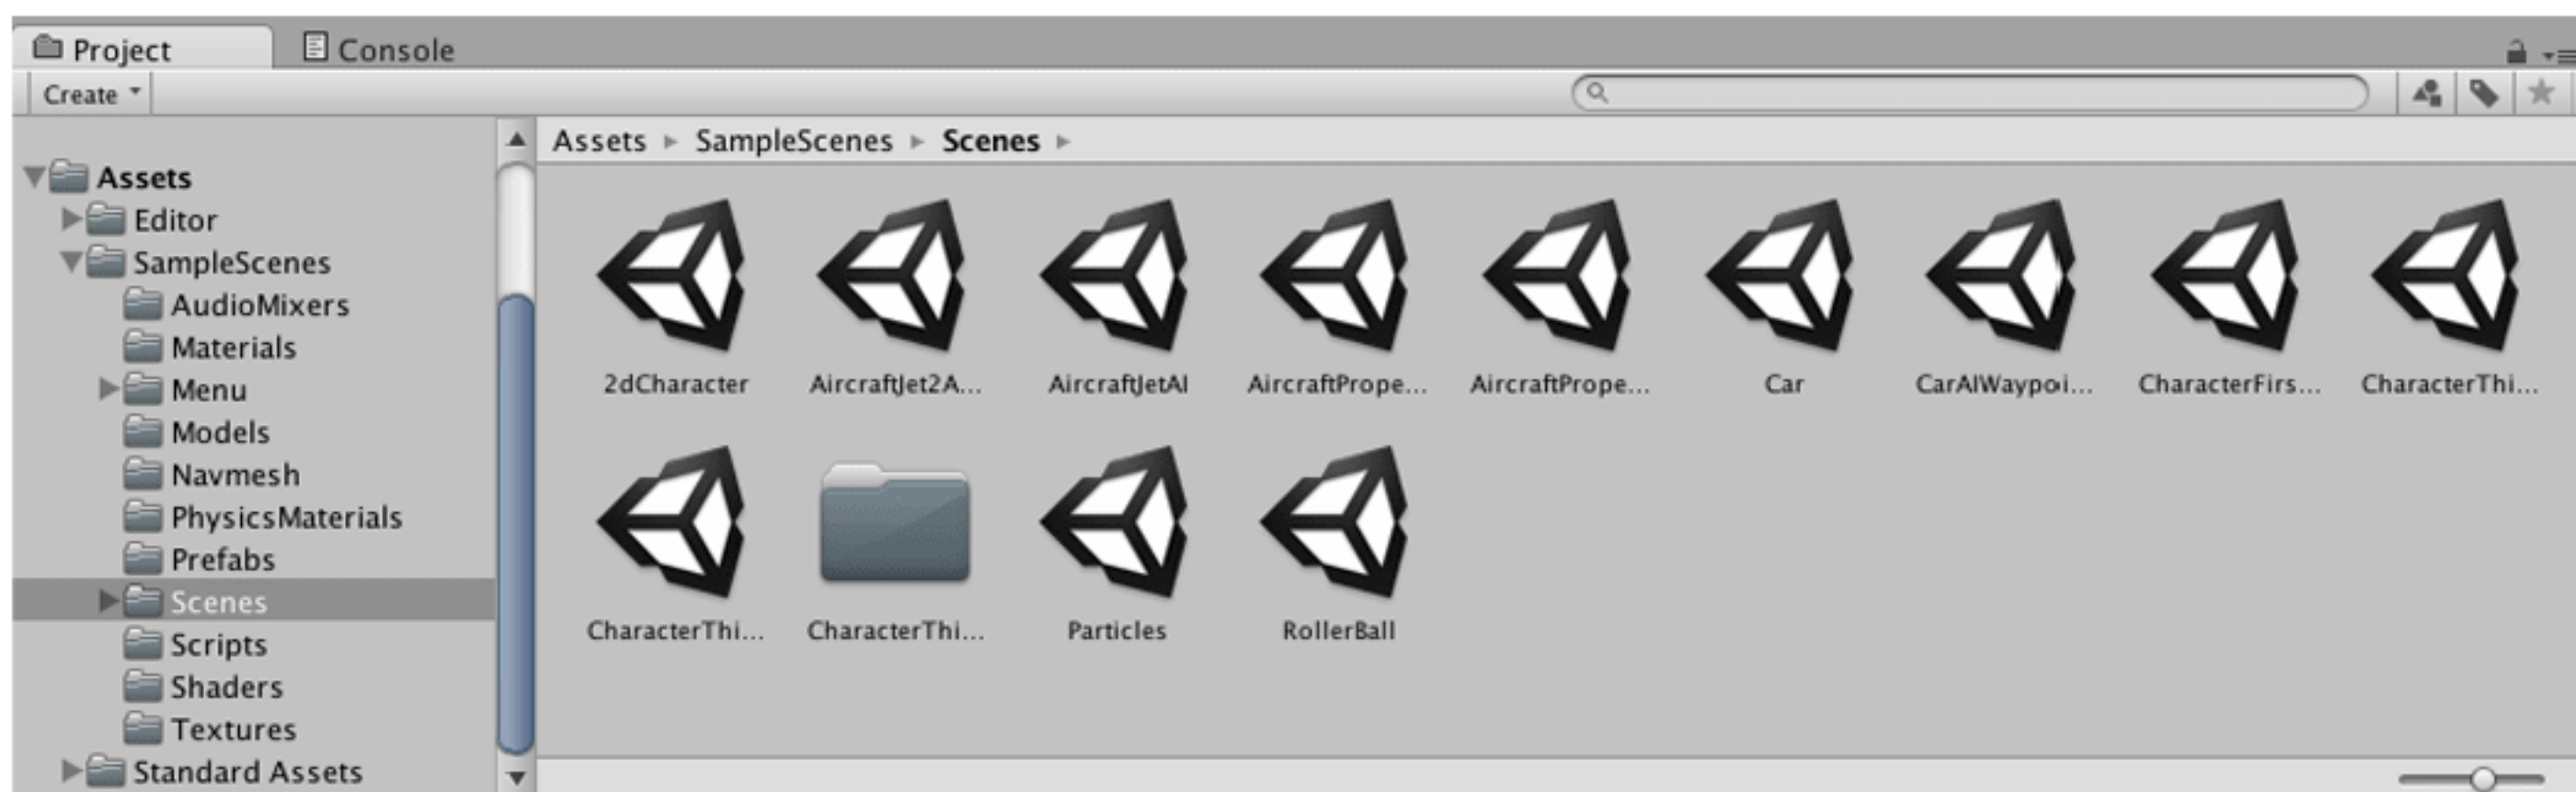 Project
Console
Create
Assets
Editor
SampleScenes
AudioMixers
Materials
Menu
Models
Navmesh
PhysicsMaterials
Prefabs
Scenes
Scripts
Shaders
Textures
Standard Assets
Assets SampleScenes Scenes
2dCharacter AircraftJet2A... AircraftJetAI AircraftPrope... AircraftPrope... Car CarAIWaypoi... CharacterFirs... CharacterThi...
CharacterThi... CharacterThi... Particles RollerBall